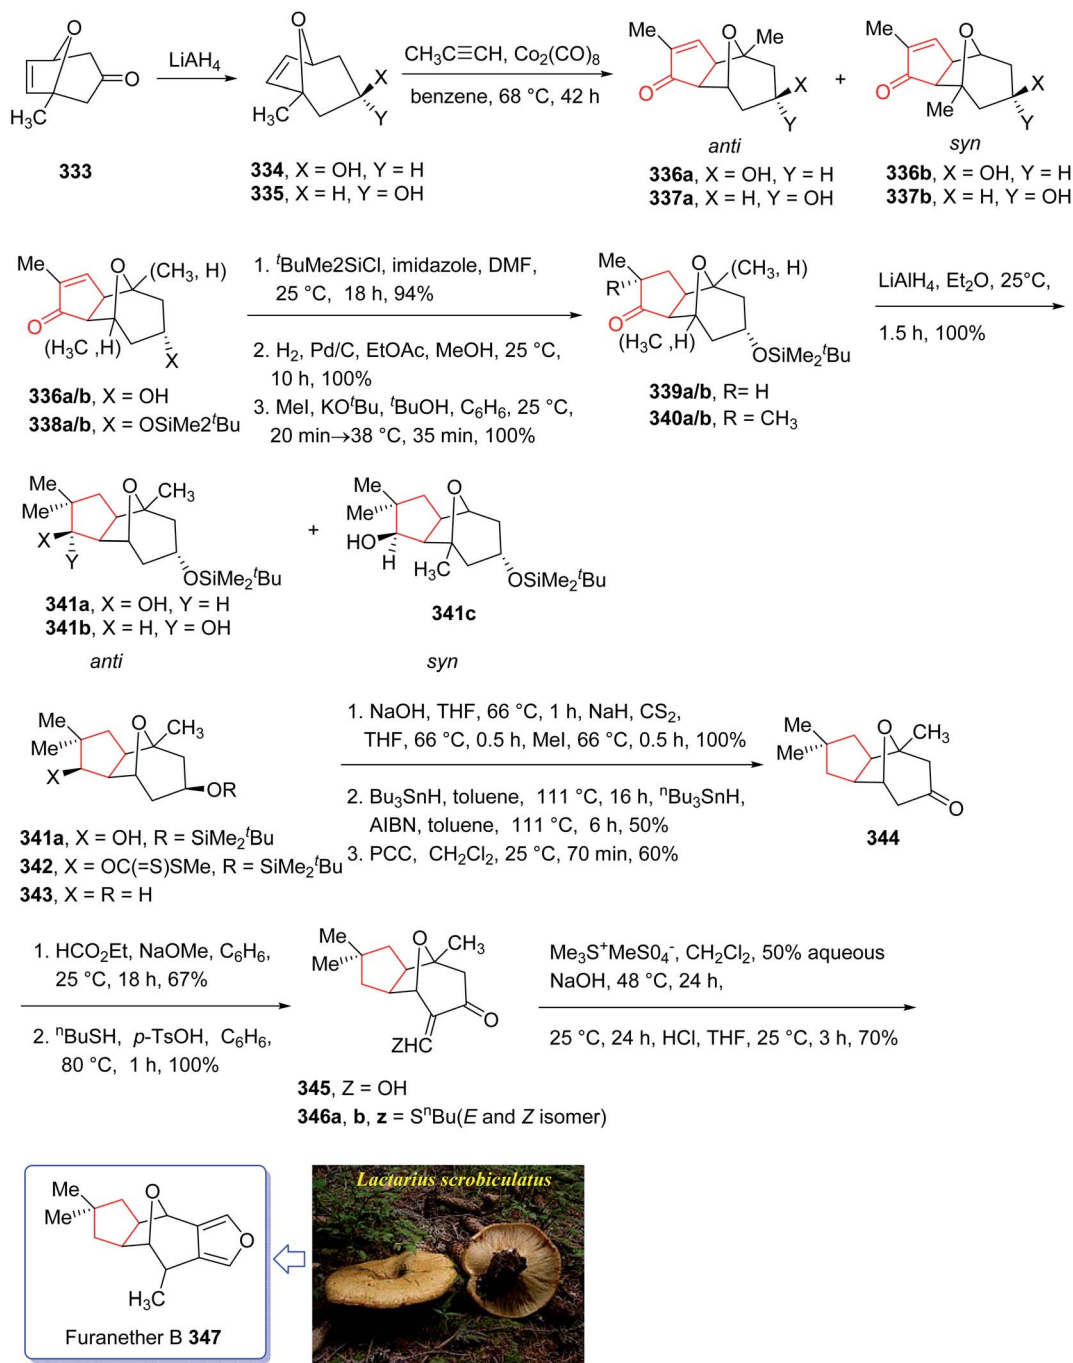 O
O
H₃C
333
LiAH₄
O
H₃C
X
Y
334, X = OH, Y = H
335, X = H, Y = OH
CH₃C≡CH, Co₂(CO)₈
benzene, 68 °C, 42 h
Me
O
Me
O
X
Y
anti
336a, X = OH, Y = H
337a, X = H, Y = OH
+
Me
O
O
Me
X
Y
syn
336b, X = OH, Y = H
337b, X = H, Y = OH
Me
O
(CH₃, H)
O
(H₃C ,H)
X
336a/b, X = OH
338a/b, X = OSiMe2ᵗBu
1. ᵗBuMe2SiCl, imidazole, DMF,
25 °C, 18 h, 94%
2. H₂, Pd/C, EtOAc, MeOH, 25 °C,
10 h, 100%
3. MeI, KOᵗBu, ᵗBuOH, C₆H₆, 25 °C,
20 min→38 °C, 35 min, 100%
Me
R
O
(CH₃, H)
O
(H₃C ,H)
OSiMe₂ᵗBu
339a/b, R= H
340a/b, R = CH₃
LiAlH₄, Et₂O, 25°C,
1.5 h, 100%
Me
Me
O
CH₃
X
Y
OSiMe₂ᵗBu
341a, X = OH, Y = H
341b, X = H, Y = OH
anti
+
Me
Me
O
HO
H
H₃C
OSiMe₂ᵗBu
341c
syn
Me
Me
O
CH₃
X
OR
341a, X = OH, R = SiMe₂ᵗBu
342, X = OC(=S)SMe, R = SiMe₂ᵗBu
343, X = R = H
1. NaOH, THF, 66 °C, 1 h, NaH, CS₂,
THF, 66 °C, 0.5 h, MeI, 66 °C, 0.5 h, 100%
2. Bu₃SnH, toluene, 111 °C, 16 h, ⁿBu₃SnH,
AIBN, toluene, 111 °C, 6 h, 50%
3. PCC, CH₂Cl₂, 25 °C, 70 min, 60%
Me
Me
O
CH₃
O
344
1. HCO₂Et, NaOMe, C₆H₆,
25 °C, 18 h, 67%
2. ⁿBuSH, p-TsOH, C₆H₆,
80 °C, 1 h, 100%
Me
Me
O
CH₃
O
ZHC
345, Z = OH
346a, b, z = SⁿBu(E and Z isomer)
Me₃S⁺MeS0₄⁻, CH₂Cl₂, 50% aqueous
NaOH, 48 °C, 24 h,
25 °C, 24 h, HCl, THF, 25 °C, 3 h, 70%
Me
Me
O
O
H₃C
Furanether B 347
Lactarius scrobiculatus